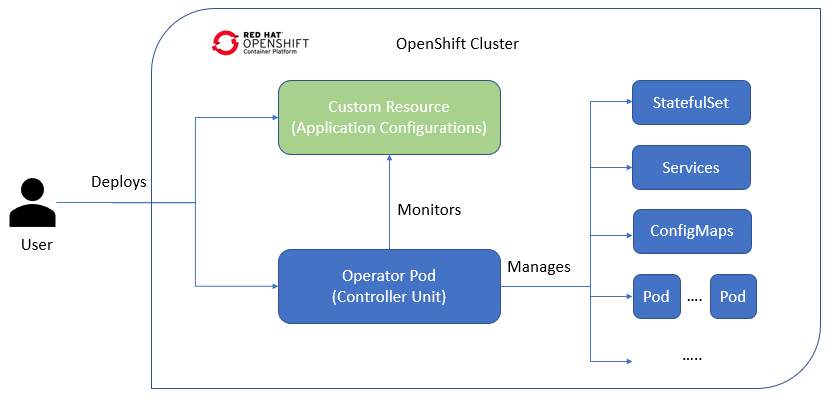 RED HAT
OPENSHIFT
Container Platform
OpenShift Cluster
Custom Resource
(Application Configurations)
StatefulSet
Services
Deploys
Monitors
ConfigMaps
User
Operator Pod
(Controller Unit)
Manages
Pod .... Pod
.....